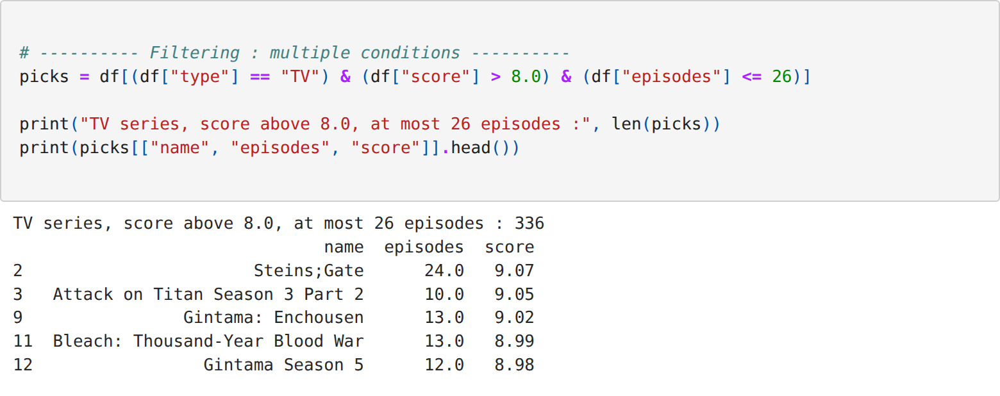 # ---------- Filtering : multiple conditions ----------
picks = df[(df["type"] == "TV") & (df["score"] > 8.0) & (df["episodes"] <= 26)]

print("TV series, score above 8.0, at most 26 episodes :", len(picks))
print(picks[["name", "episodes", "score"]].head())

TV series, score above 8.0, at most 26 episodes : 336
                               name  episodes  score
2                       Steins;Gate      24.0   9.07
3   Attack on Titan Season 3 Part 2      10.0   9.05
9                Gintama: Enchousen      13.0   9.02
11  Bleach: Thousand-Year Blood War      13.0   8.99
12                 Gintama Season 5      12.0   8.98